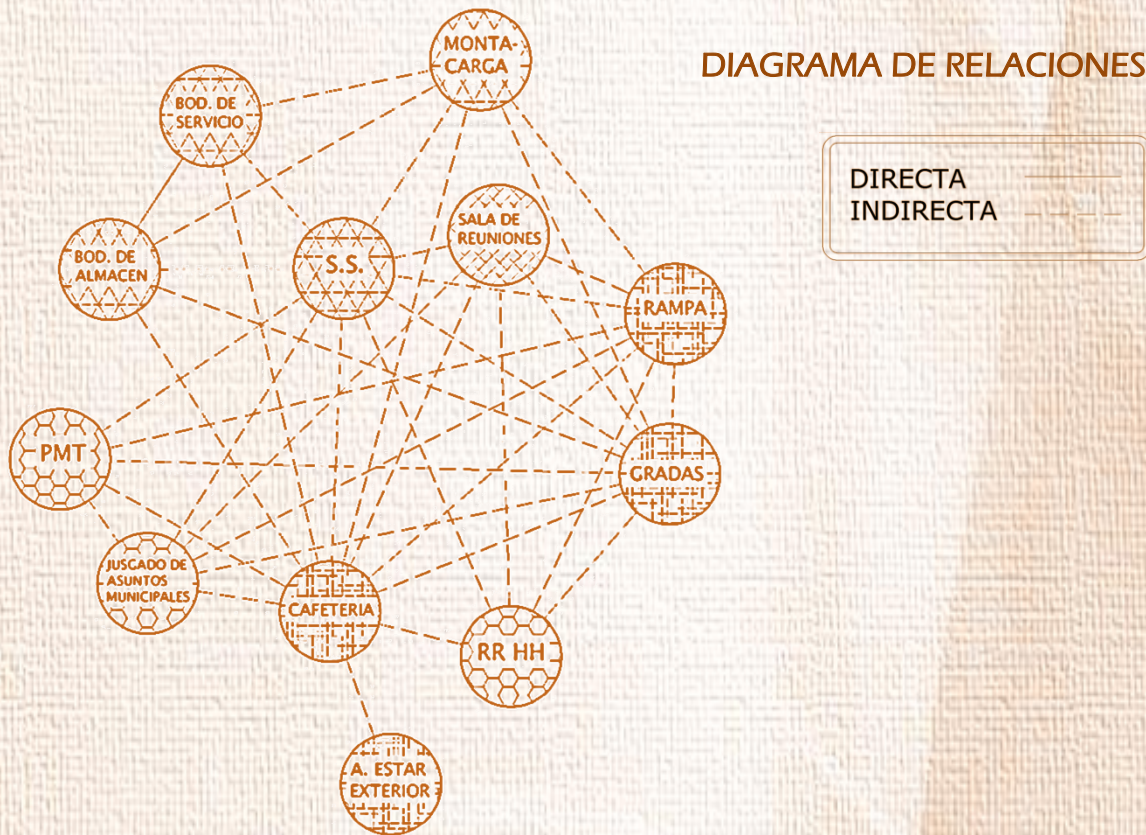 DIAGRAMA DE RELACIONES
DIRECTA
INDIRECTA
MONTA-
CARGA
BOD. DE
SERVICIO
SALA DE
REUNIONES
BOD. DE
ALMACEN
S.S.
RAMPA
PMT
GRADAS
JUSGADO DE
ASUNTOS
MUNICIPALES
CAFETERIA
RR HH
A. ESTAR
EXTERIOR